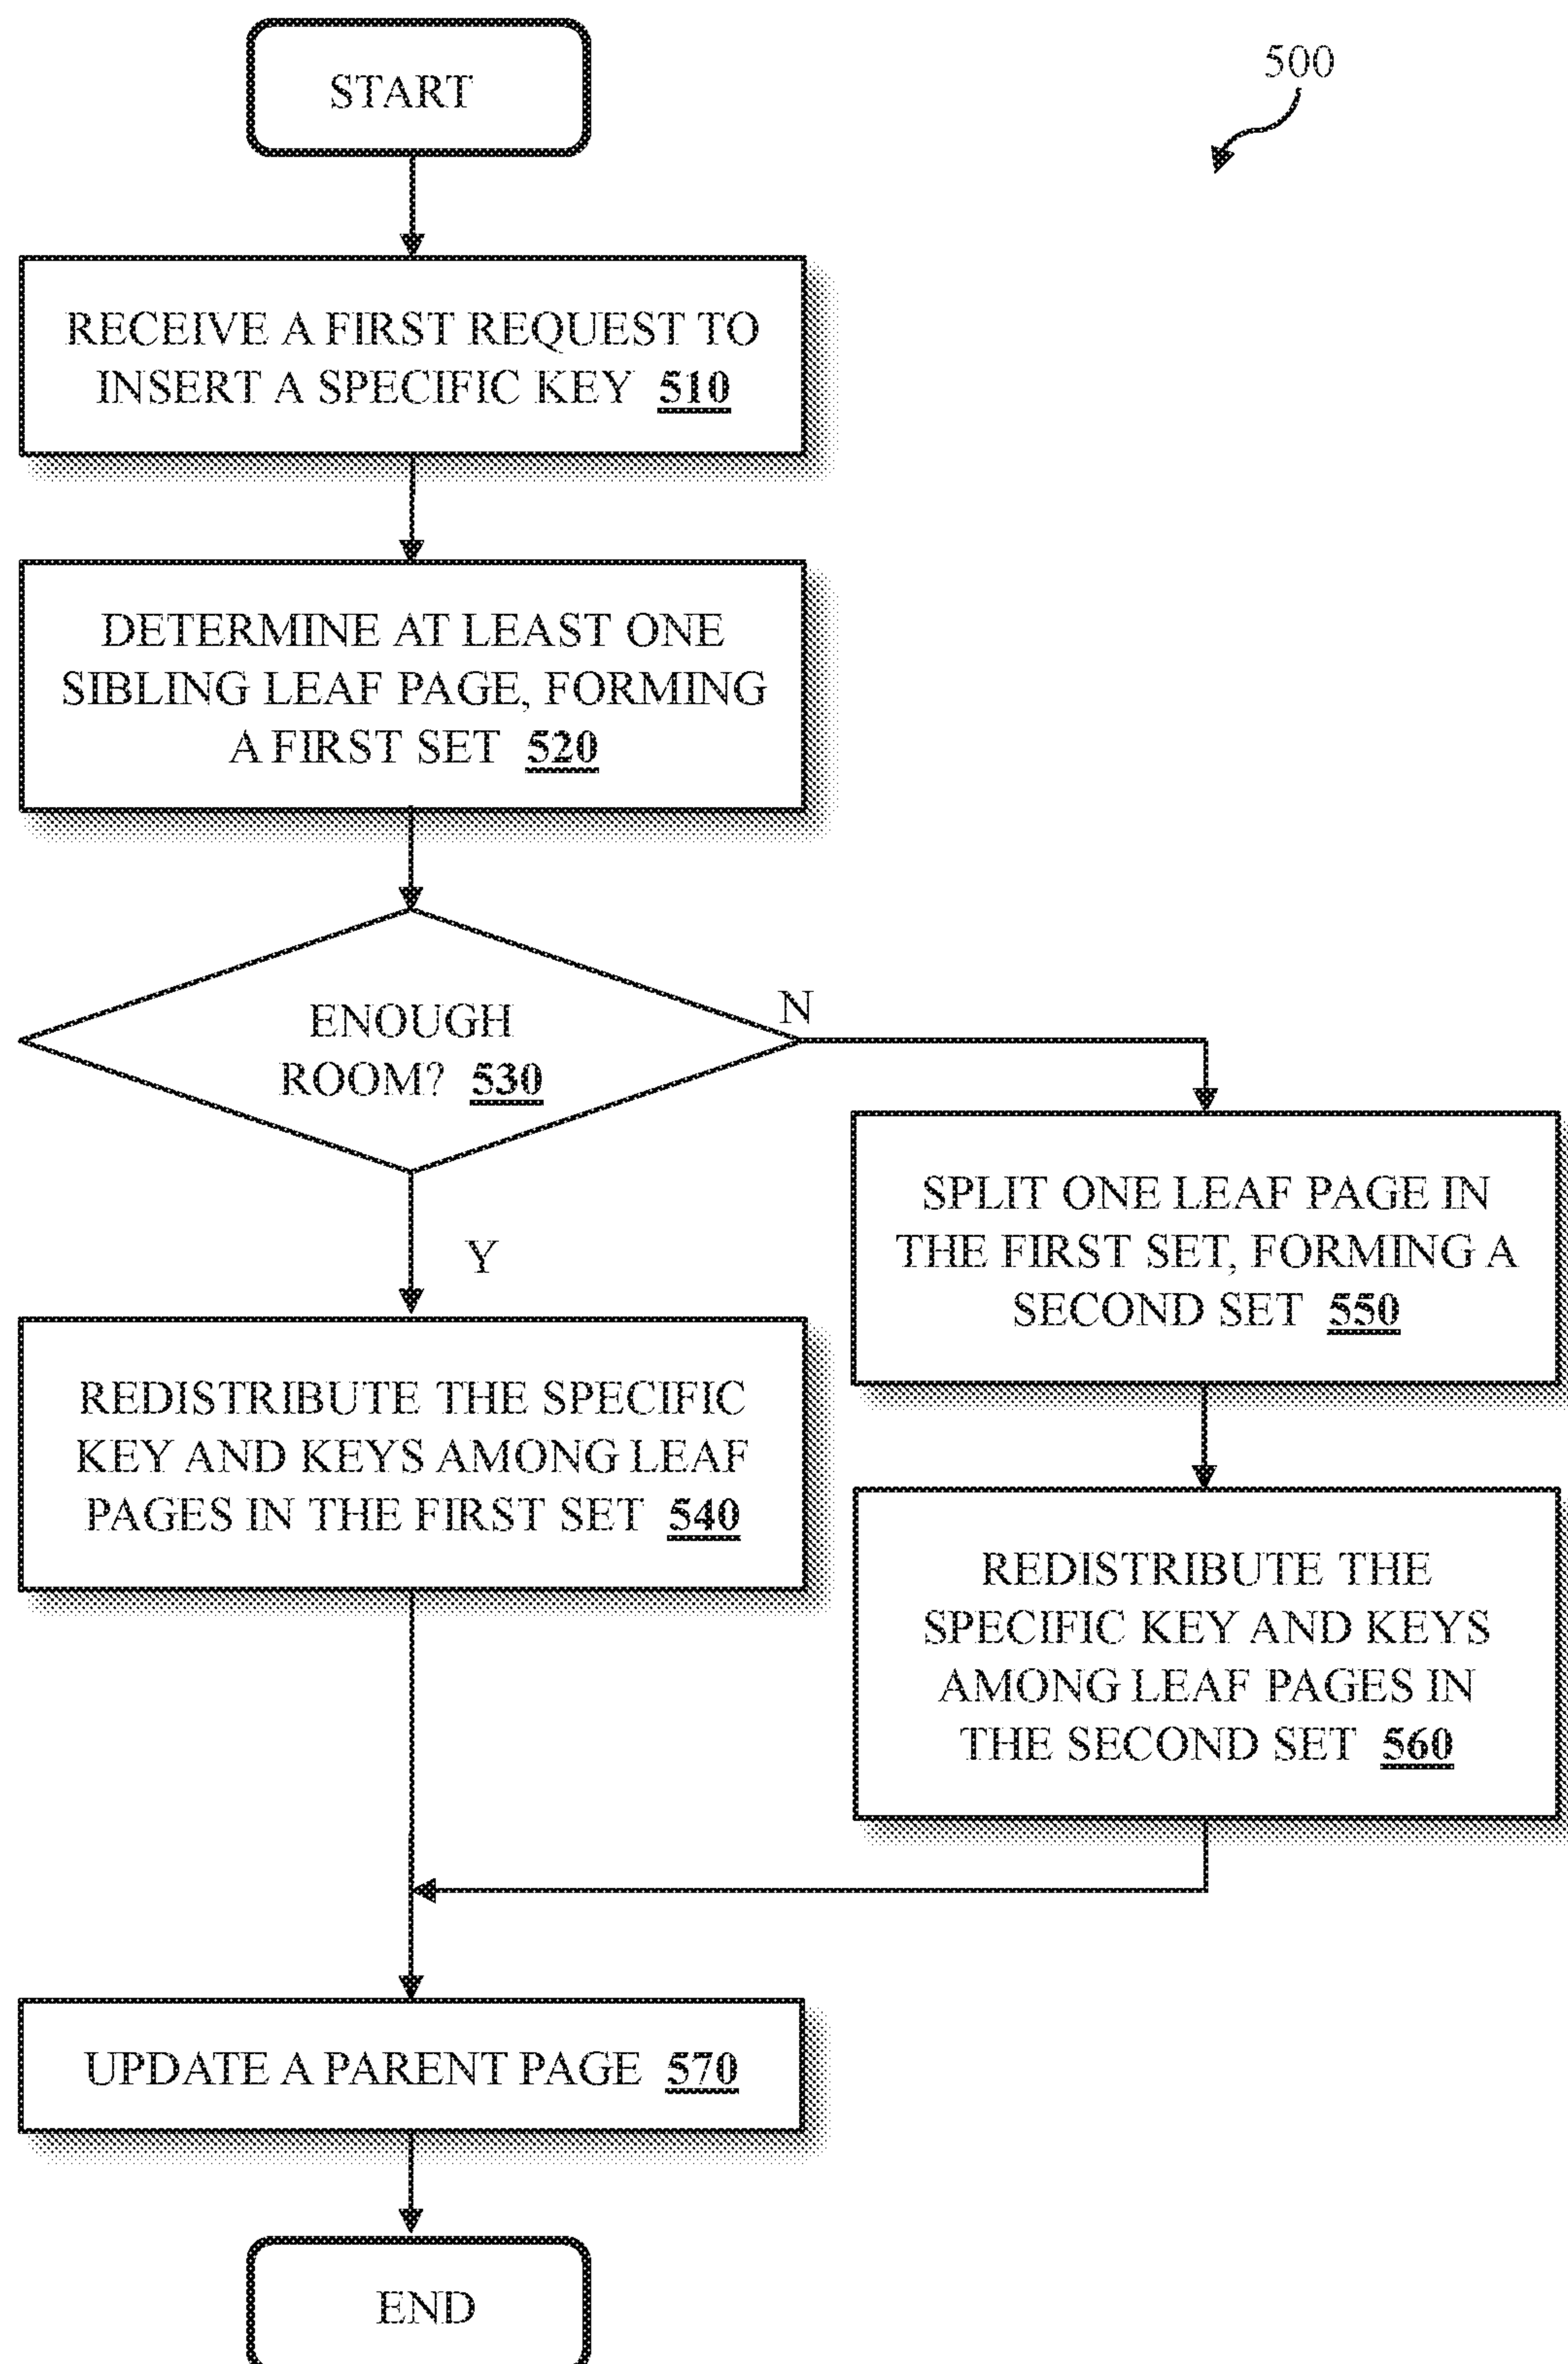 START
500
RECEIVE A FIRST REQUEST TO
INSERT A SPECIFIC KEY 510
DETERMINE AT LEAST ONE
SIBLING LEAF PAGE, FORMING
A FIRST SET 520
ENOUGH
ROOM? 530
N
Y
SPLIT ONE LEAF PAGE IN
THE FIRST SET, FORMING A
SECOND SET 550
REDISTRIBUTE THE SPECIFIC
KEY AND KEYS AMONG LEAF
PAGES IN THE FIRST SET 540
REDISTRIBUTE THE
SPECIFIC KEY AND KEYS
AMONG LEAF PAGES IN
THE SECOND SET 560
UPDATE A PARENT PAGE 570
END